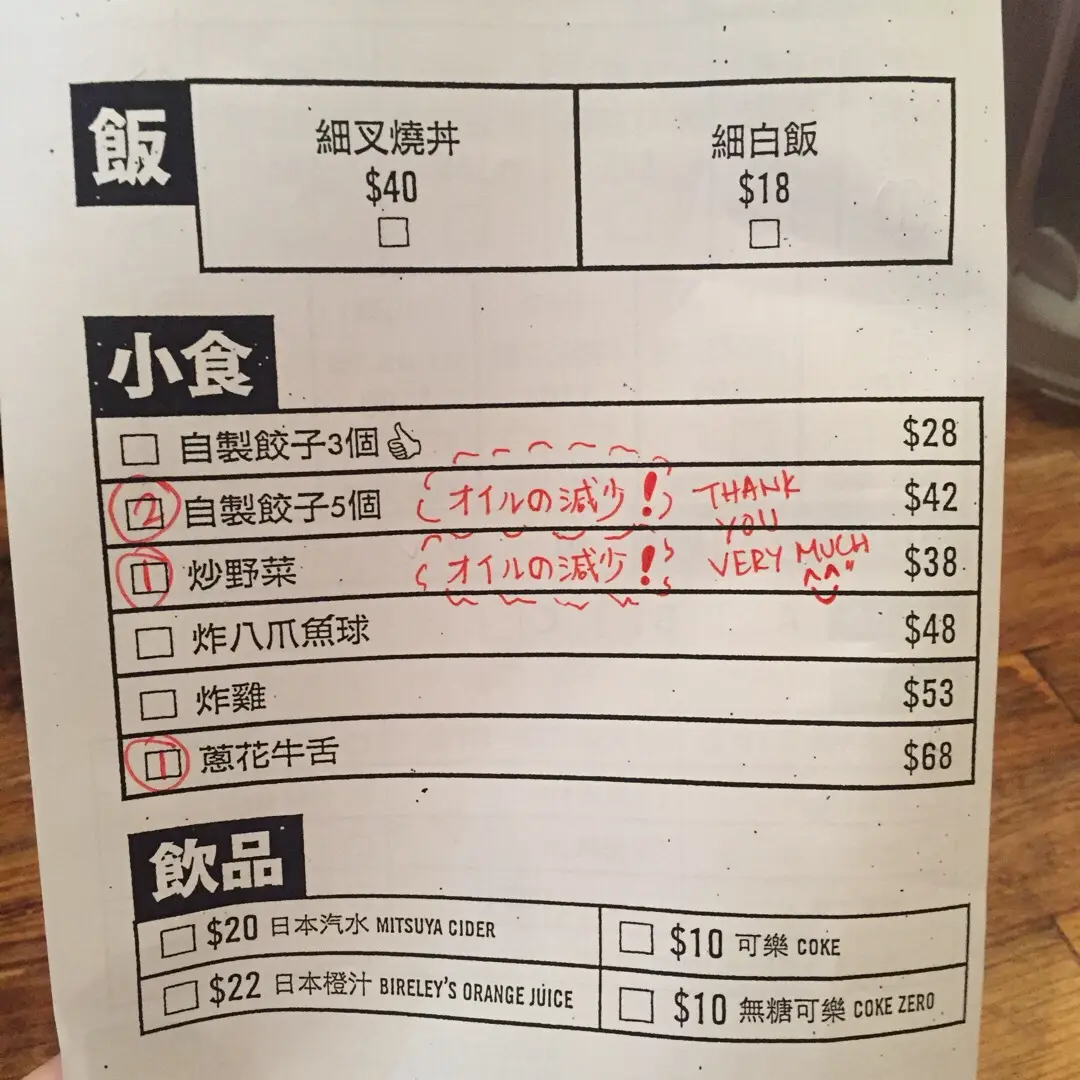 飯
細叉燒丼
$40
細白飯
$18
小食
自製餃子3個 $28
2 自製餃子5個 オイルの減少! THANK YOU $42
1 炒野菜 オイルの減少! VERY MUCH $38
炸八爪魚球 $48
炸雞 $53
1 蔥花牛舌 $68
飲品
$20 日本汽水 MITSUYA CIDER
$10 可樂 COKE
$22 日本橙汁 BIRELEY'S ORANGE JUICE
$10 無糖可樂 COKE ZERO